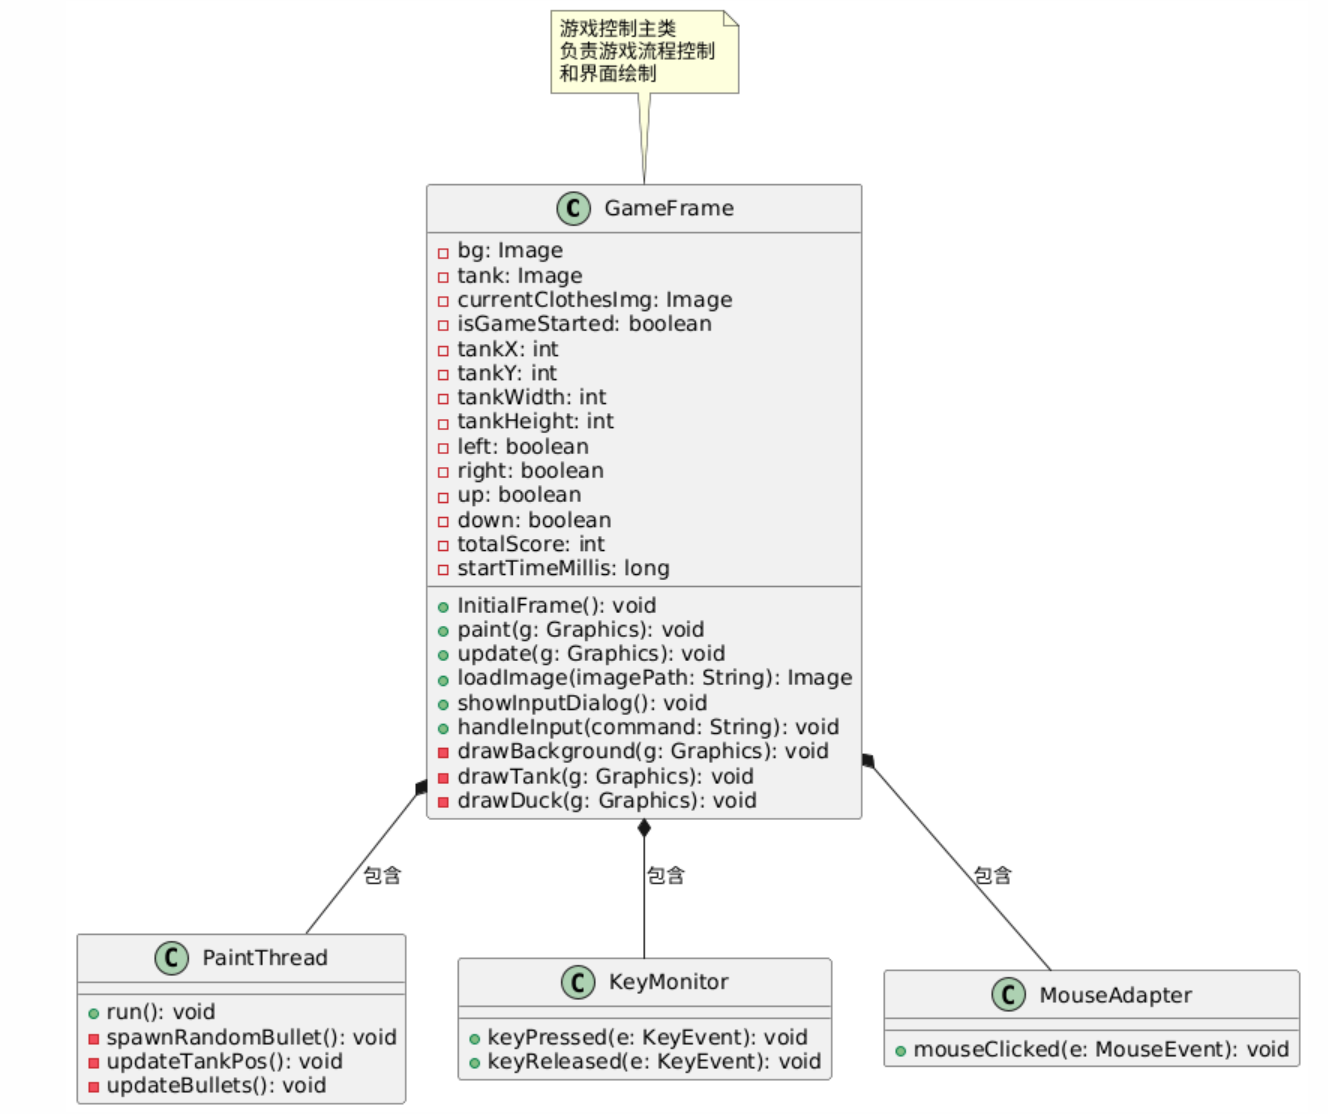 游戏控制主类
负责游戏流程控制
和界面绘制
C GameFrame
bg: Image
tank: Image
currentClothesImg: Image
isGameStarted: boolean
tankX: int
tankY: int
tankWidth: int
tankHeight: int
left: boolean
right: boolean
up: boolean
down: boolean
totalScore: int
startTimeMillis: long
InitialFrame(): void
paint(g: Graphics): void
update(g: Graphics): void
loadImage(imagePath: String): Image
showInputDialog(): void
handleInput(command: String): void
drawBackground(g: Graphics): void
drawTank(g: Graphics): void
drawDuck(g: Graphics): void
包含
包含
包含
C PaintThread
run(): void
spawnRandomBullet(): void
updateTankPos(): void
updateBullets(): void
C KeyMonitor
keyPressed(e: KeyEvent): void
keyReleased(e: KeyEvent): void
C MouseAdapter
mouseClicked(e: MouseEvent): void